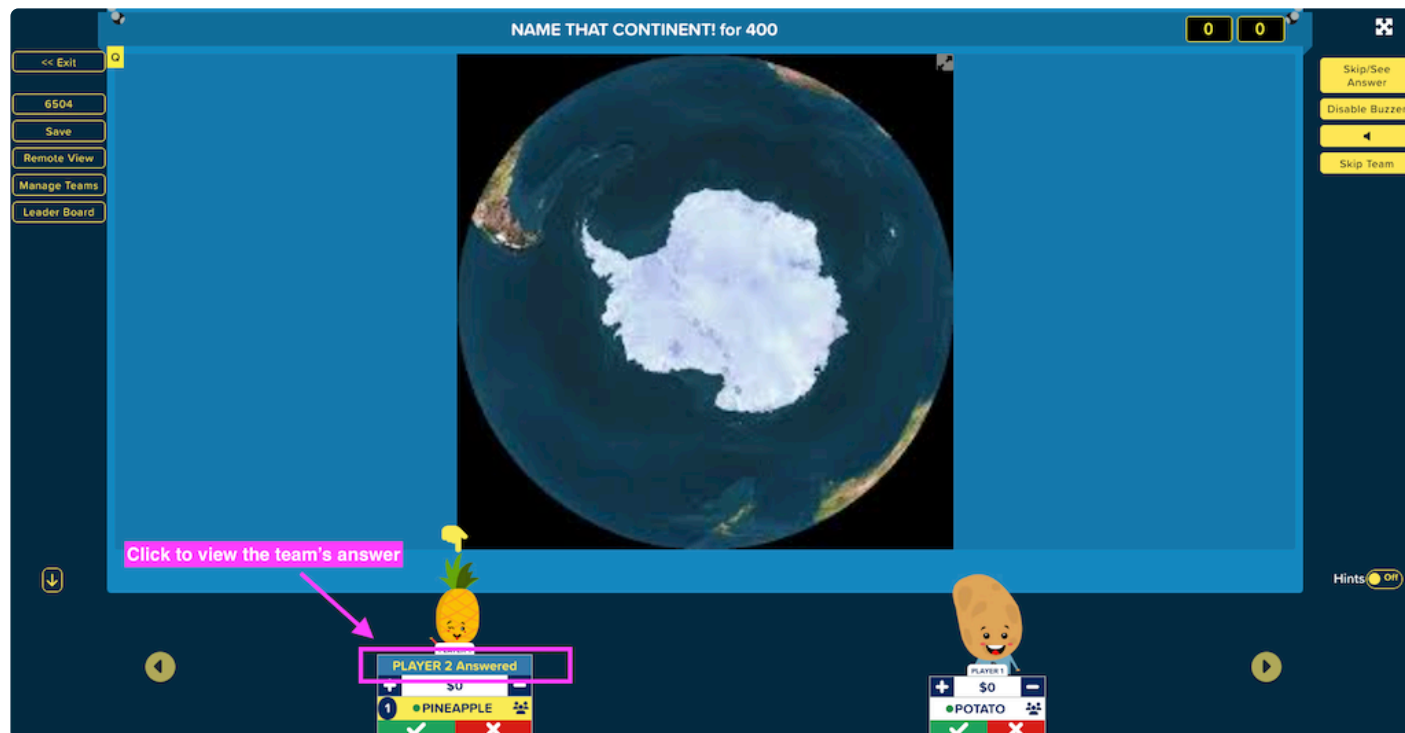 NAME THAT CONTINENT! for 400
0 0
<< Exit
Q
6504
Save
Remote View
Manage Teams
Leader Board
Skip/See
Answer
Disable Buzzer
Skip Team
Click to view the team's answer
Hints Off
PLAYER 2 Answered
+ $0 −
1 PINEAPPLE
PLAYER 1
+ $0 −
POTATO